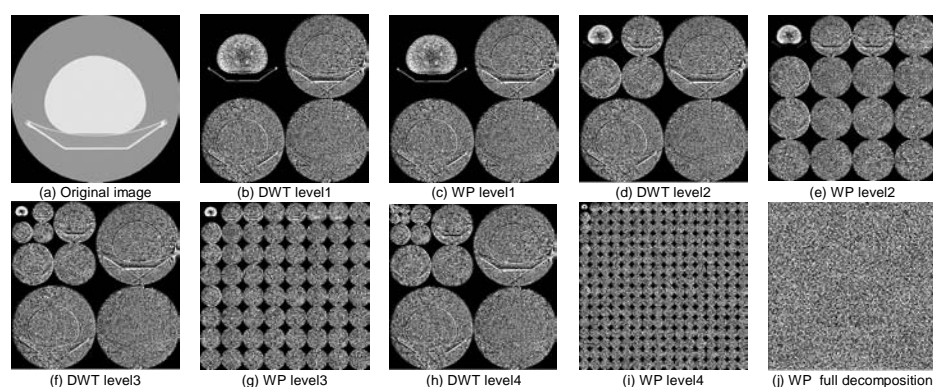 (a) Original image
(b) DWT level1
(c) WP level1
(d) DWT level2
(e) WP level2
(f) DWT level3
(g) WP level3
(h) DWT level4
(i) WP level4
(j) WP full decomposition